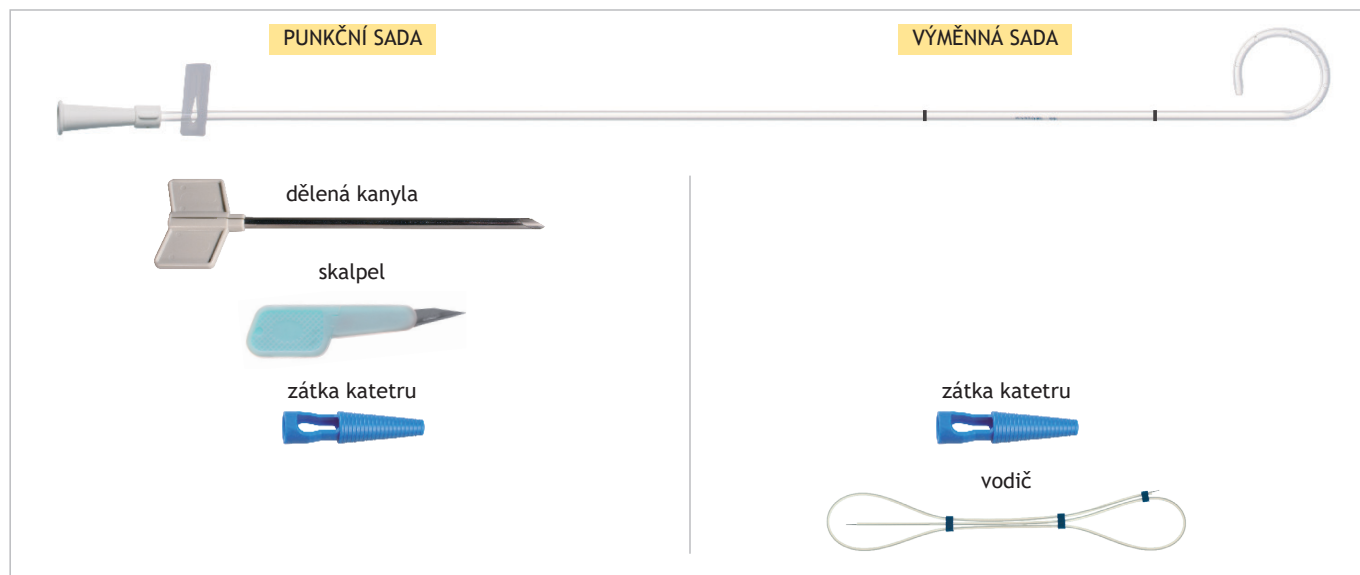 PUNKČNÍ SADA
VÝMĚNNÁ SADA
dělená kanyla
skalpel
zátka katetru
zátka katetru
vodič